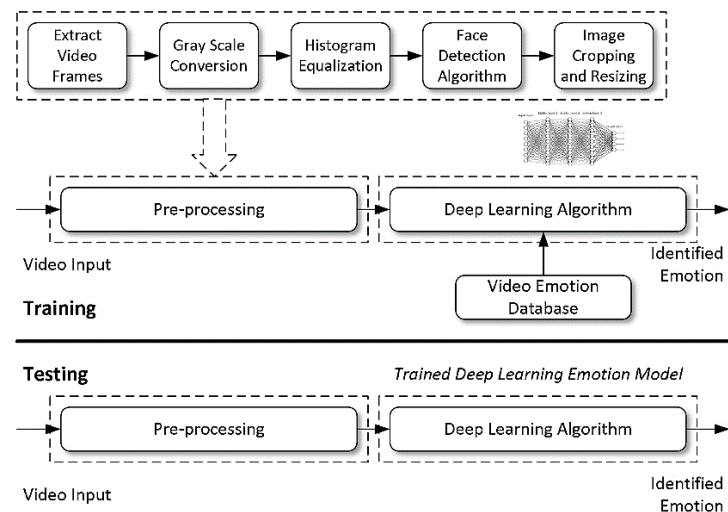 Extract
Video
Frames
Gray Scale
Conversion
Histogram
Equalization
Face
Detection
Algorithm
Image
Cropping
and Resizing
Pre-processing
Deep Learning Algorithm
Video Input
Identified
Emotion
Video Emotion
Database
Training
Testing
Trained Deep Learning Emotion Model
Pre-processing
Deep Learning Algorithm
Video Input
Identified
Emotion